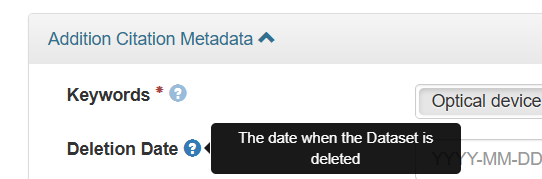 Addition Citation Metadata
Keywords *
Optical device
Deletion Date
The date when the Dataset is
deleted
YYYY-MM-DD